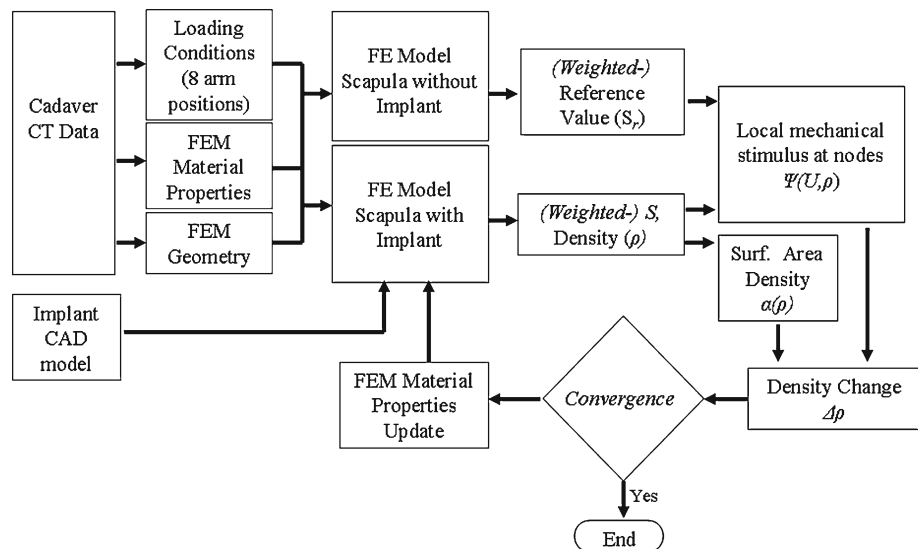 Cadaver
CT Data
Loading
Conditions
(8 arm
positions)
FEM
Material
Properties
FEM
Geometry
Implant
CAD
model
FE Model
Scapula without
Implant
FE Model
Scapula with
Implant
(Weighted-)
Reference
Value (Sr)
(Weighted-) S,
Density (ρ)
Local mechanical
stimulus at nodes
Ψ(U,ρ)
Surf. Area
Density
α(ρ)
Density Change
Δρ
Convergence
FEM Material
Properties
Update
Yes
End